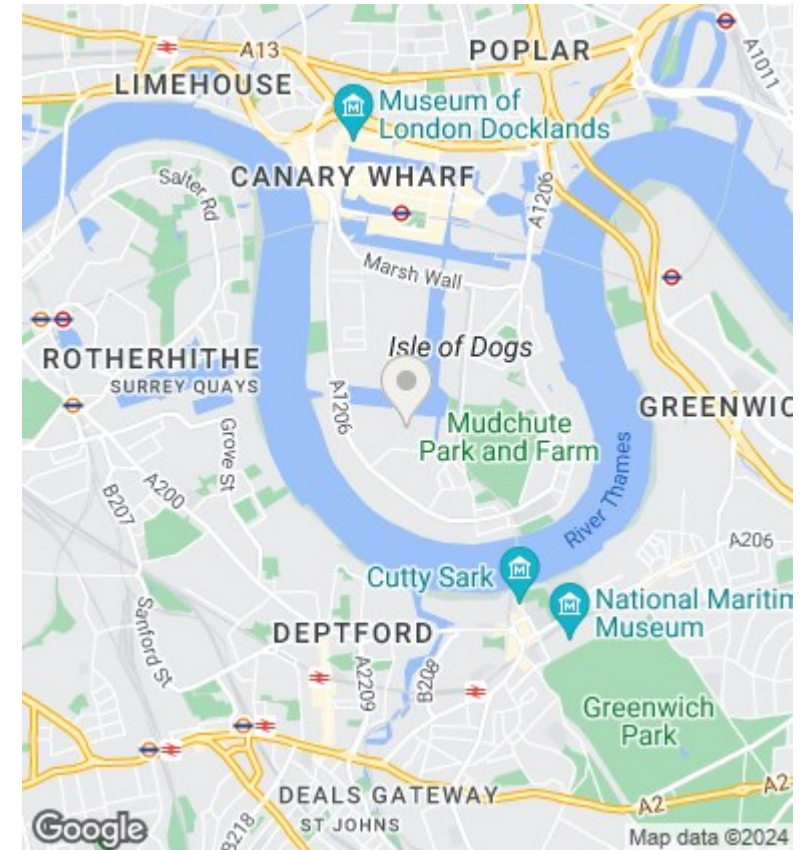 A13
POPLAR
A1011
LIMEHOUSE
Museum of
London Docklands
CANARY WHARF
Salter Rd
A1206
Marsh Wall
Isle of Dogs
ROTHERHITHE
SURREY QUAYS
A1206
GREENWIC
Mudchute
Park and Farm
Grove St
A200
B207
River Thames
A206
Cutty Sark
National Maritim
Museum
Sanford St
DEPTFORD
A2209
B208
Greenwich
Park
DEALS GATEWAY
ST JOHNS
B218
A2
A2
Google
Map data ©2024